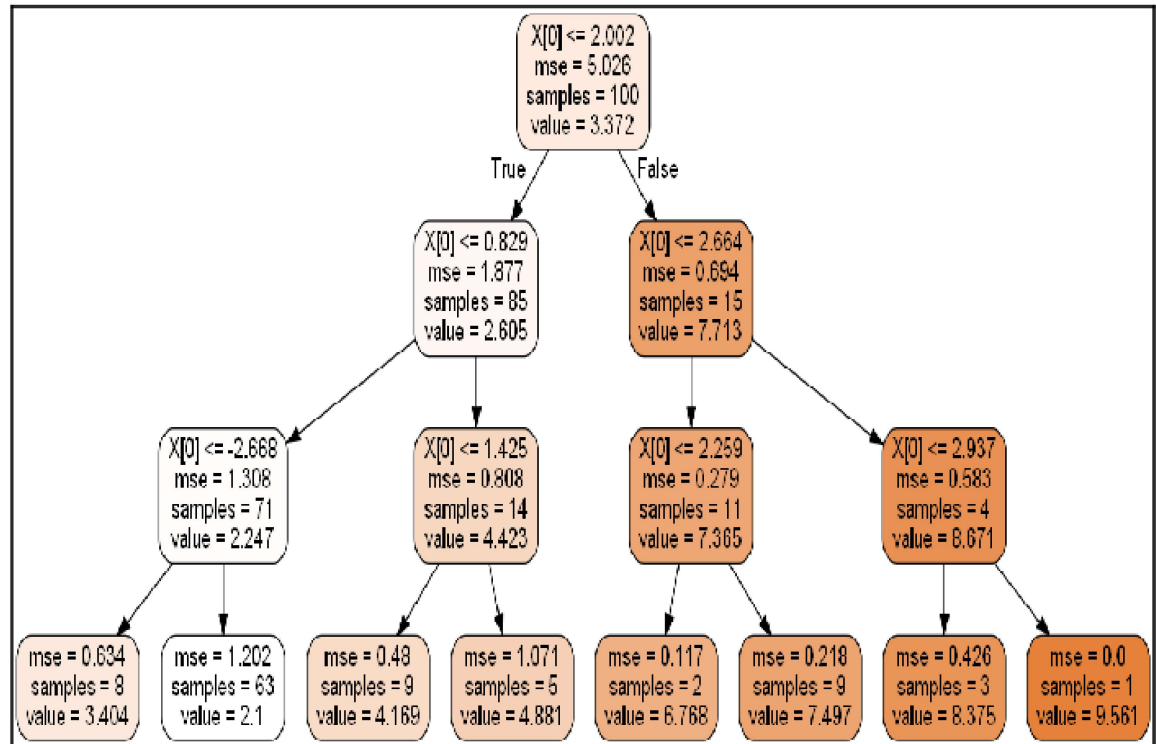 X[0] <= 2.002
mse = 5.026
samples = 100
value = 3.372
True
False
X[0] <= 0.829
mse = 1.877
samples = 85
value = 2.605
X[0] <= 2.664
mse = 0.694
samples = 15
value = 7.713
X[0] <= -2.668
mse = 1.308
samples = 71
value = 2.247
X[0] <= 1.425
mse = 0.808
samples = 14
value = 4.423
X[0] <= 2.259
mse = 0.279
samples = 11
value = 7.365
X[0] <= 2.937
mse = 0.583
samples = 4
value = 8.671
mse = 0.634
samples = 8
value = 3.404
mse = 1.202
samples = 63
value = 2.1
mse = 0.48
samples = 9
value = 4.169
mse = 1.071
samples = 5
value = 4.881
mse = 0.117
samples = 2
value = 6.768
mse = 0.218
samples = 9
value = 7.497
mse = 0.426
samples = 3
value = 8.375
mse = 0.0
samples = 1
value = 9.561